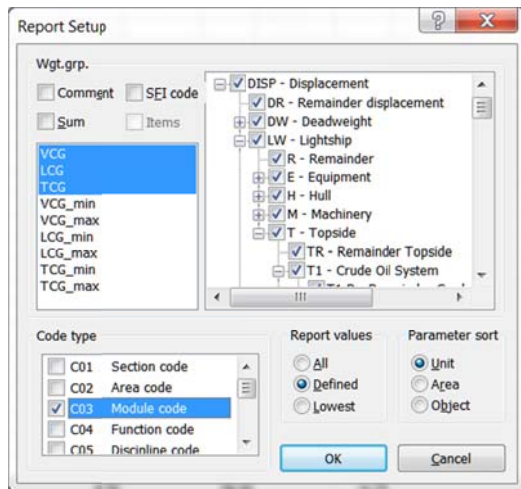 Report Setup
Wgt.grp.
Comment SFI code
Sum Items
VCG
LCG
TCG
VCG_min
VCG_max
LCG_min
LCG_max
TCG_min
TCG_max
DISP - Displacement
DR - Remainder displacement
DW - Deadweight
LW - Lightship
R - Remainder
E - Equipment
H - Hull
M - Machinery
T - Topside
TR - Remainder Topside
T1 - Crude Oil System
Code type
C01 Section code
C02 Area code
C03 Module code
C04 Function code
C05 Discipline code
Report values
All
Defined
Lowest
Parameter sort
Unit
Area
Object
OK
Cancel